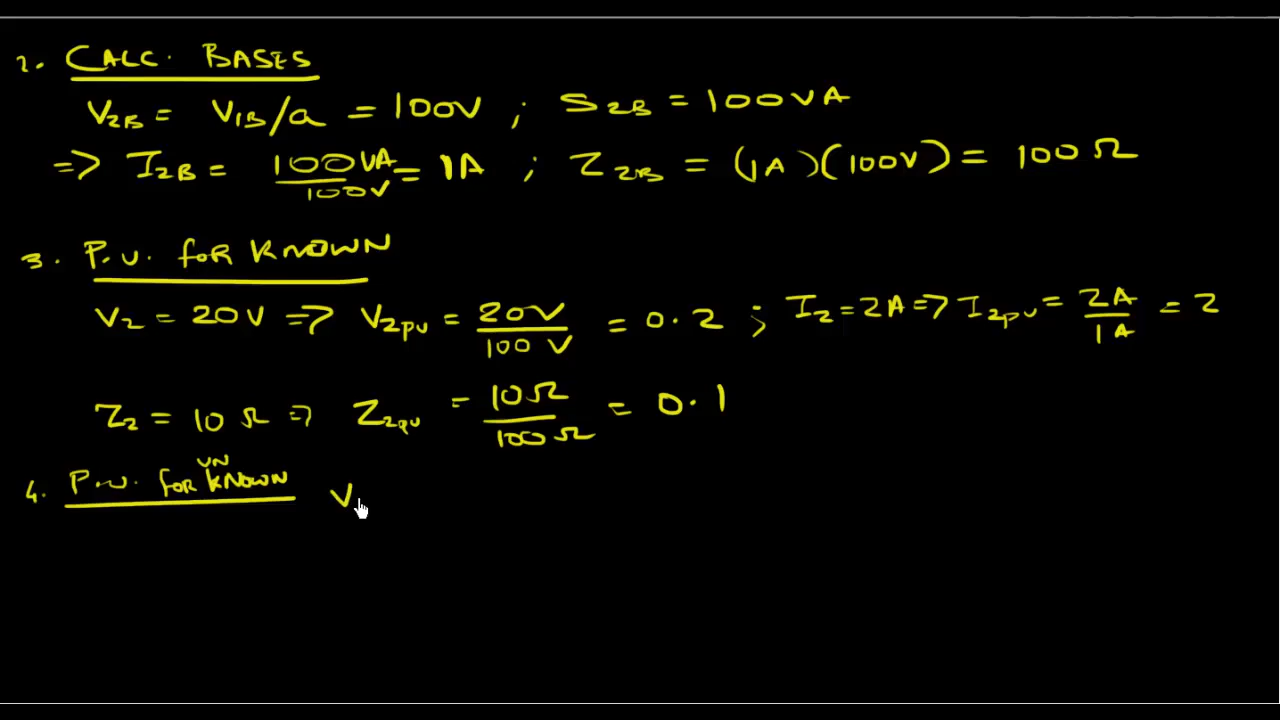 2. CALC. BASES
V2B = V1B/a = 100V ; S2B = 100VA
=> I2B = 100VA/100V = 1A ; Z2B = (1A)(100V) = 100Ω
3. P.U. for KNOWN
V2 = 20V => V2pu = 20V/100V = 0.2 ; I2 = 2A => I2pu = 2A/1A = 2
Z2 = 10Ω => Z2pu = 10Ω/100Ω = 0.1
4. P.U. for UNKNOWN V